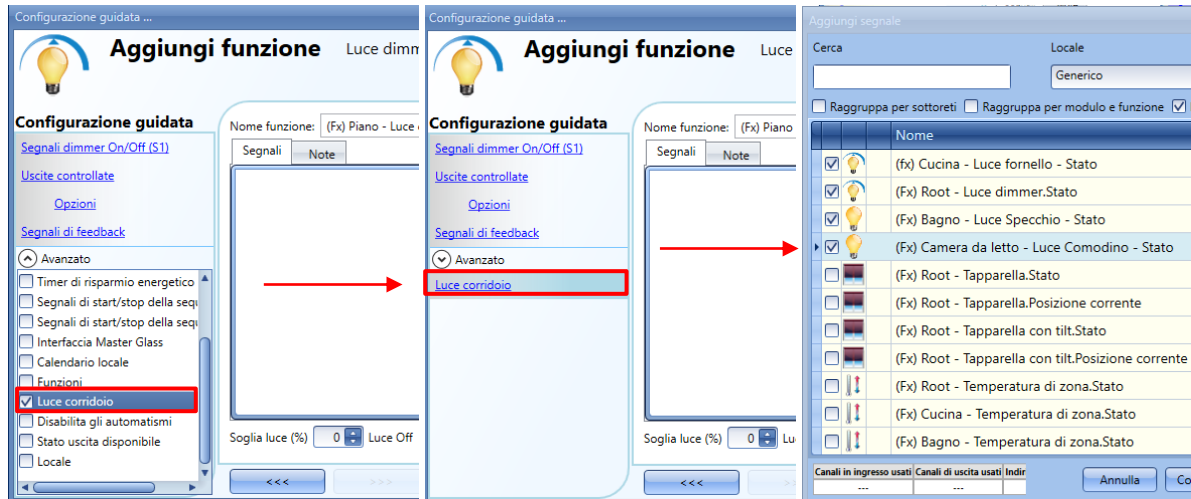 Configurazione guidata ...
Aggiungi funzione Luce dimm
Configurazione guidata
Segnali dimmer On/Off (S1)
Uscite controllate
Opzioni
Segnali di feedback
Avanzato
Timer di risparmio energetico
Segnali di start/stop della sequ
Segnali di start/stop della sequ
Interfaccia Master Glass
Calendario locale
Funzioni
Luce corridoio
Disabilita gli automatismi
Stato uscita disponibile
Locale
Nome funzione: (Fx) Piano - Luce
Segnali Note
Soglia luce (%) 0 Luce Off
<<< >>>
Configurazione guidata ...
Aggiungi funzione Luce
Configurazione guidata
Segnali dimmer On/Off (S1)
Uscite controllate
Opzioni
Segnali di feedback
Avanzato
Luce corridoio
Nome funzione: (Fx) Piano
Segnali Note
Soglia luce (%) 0 Lu
<<< >>>
Aggiungi segnale
Cerca Locale
Generico
Raggruppa per sottoreti Raggruppa per modulo e funzione
Nome
(fx) Cucina - Luce fornello - Stato
(Fx) Root - Luce dimmer.Stato
(Fx) Bagno - Luce Specchio - Stato
(Fx) Camera da letto - Luce Comodino - Stato
(Fx) Root - Tapparella.Stato
(Fx) Root - Tapparella.Posizione corrente
(Fx) Root - Tapparella con tilt.Stato
(Fx) Root - Tapparella con tilt.Posizione corrente
(Fx) Root - Temperatura di zona.Stato
(Fx) Cucina - Temperatura di zona.Stato
(Fx) Bagno - Temperatura di zona.Stato
Canali in ingresso usati Canali di uscita usati Indir
--- ---
Annulla Co